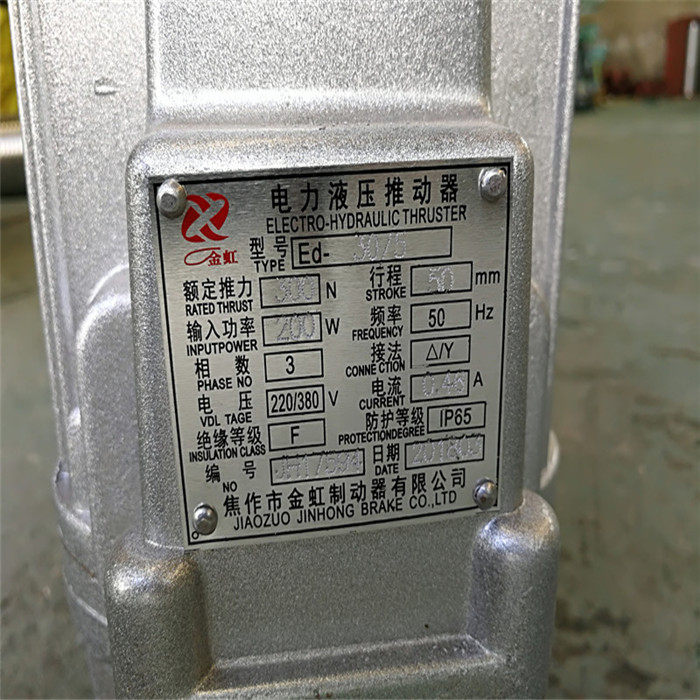 电力液压推动器
ELECTRO-HYDRAULIC THRUSTER
金虹
型号 TYPE Ed-30/5
额定推力 RATED THRUST 300 N
行程 STROKE 50 mm
输入功率 INPUTPOWER 200 W
频率 FREQUENCY 50 Hz
相数 PHASE NO 3
接法 CONNECTION Δ/Y
电压 VDL TAGE 220/380 V
电流 CURRENT A
绝缘等级 INSULATION CLASS F
防护等级 PROTECTIONDEGREE IP65
编号 NO
日期 DATE
焦作市金虹制动器有限公司
JIAOZUO JINHONG BRAKE CO.,LTD